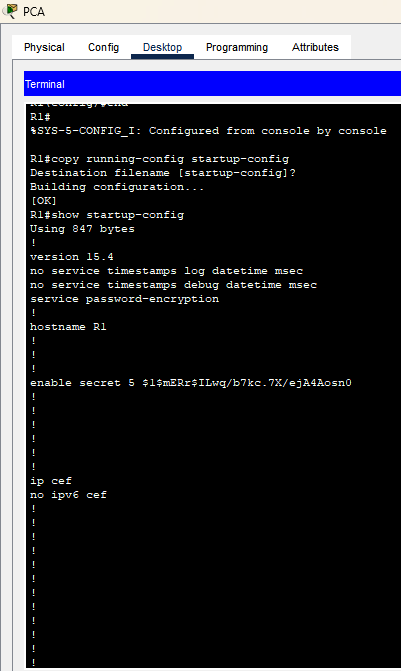 PCA
Physical Config Desktop Programming Attributes
Terminal
R1(config)#end
R1#
%SYS-5-CONFIG_I: Configured from console by console
R1#copy running-config startup-config
Destination filename [startup-config]?
Building configuration...
[OK]
R1#show startup-config
Using 847 bytes
!
version 15.4
no service timestamps log datetime msec
no service timestamps debug datetime msec
service password-encryption
!
hostname R1
!
!
!
enable secret 5 $1$mERr$ILwq/b7kc.7X/ejA4Aosn0
!
!
!
!
!
!
ip cef
no ipv6 cef
!
!
!
!
!
!
!
!
!
!
!
!